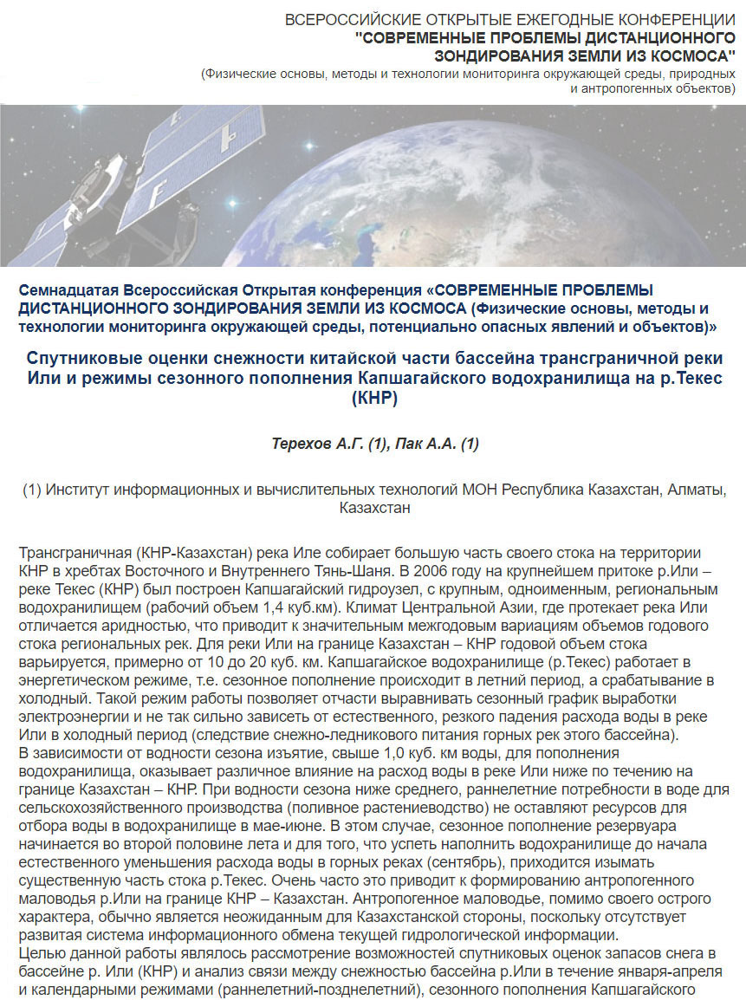 ВСЕРОССИЙСКИЕ ОТКРЫТЫЕ ЕЖЕГОДНЫЕ КОНФЕРЕНЦИИ
"СОВРЕМЕННЫЕ ПРОБЛЕМЫ ДИСТАНЦИОННОГО
ЗОНДИРОВАНИЯ ЗЕМЛИ ИЗ КОСМОСА"
(Физические основы, методы и технологии мониторинга окружающей среды, природных
и антропогенных объектов)
Семнадцатая Всероссийская Открытая конференция «СОВРЕМЕННЫЕ ПРОБЛЕМЫ
ДИСТАНЦИОННОГО ЗОНДИРОВАНИЯ ЗЕМЛИ ИЗ КОСМОСА (Физические основы, методы и
технологии мониторинга окружающей среды, потенциально опасных явлений и объектов)»
Спутниковые оценки снежности китайской части бассейна трансграничной реки
Или и режимы сезонного пополнения Капшагайского водохранилища на р.Текес
(КНР)
Терехов А.Г. (1), Пак А.А. (1)
(1) Институт информационных и вычислительных технологий МОН Республика Казахстан, Алматы,
Казахстан
Трансграничная (КНР-Казахстан) река Иле собирает большую часть своего стока на территории
КНР в хребтах Восточного и Внутреннего Тянь-Шаня. В 2006 году на крупнейшем притоке р.Или –
реке Текес (КНР) был построен Капшагайский гидроузел, с крупным, одноименным, региональным
водохранилищем (рабочий объем 1,4 куб.км). Климат Центральной Азии, где протекает река Или
отличается аридностью, что приводит к значительным межгодовым вариациям объемов годового
стока региональных рек. Для реки Или на границе Казахстан – КНР годовой объем стока
варьируется, примерно от 10 до 20 куб. км. Капшагайское водохранилище (р.Текес) работает в
энергетическом режиме, т.е. сезонное пополнение происходит в летний период, а срабатывание в
холодный. Такой режим работы позволяет отчасти выравнивать сезонный график выработки
электроэнергии и не так сильно зависеть от естественного, резкого падения расхода воды в реке
Или в холодный период (следствие снежно-ледникового питания горных рек этого бассейна).
В зависимости от водности сезона изъятие, свыше 1,0 куб. км воды, для пополнения
водохранилища, оказывает различное влияние на расход воды в реке Или ниже по течению на
границе Казахстан – КНР. При водности сезона ниже среднего, раннелетние потребности в воде для
сельскохозяйственного производства (поливное растениеводство) не оставляют ресурсов для
отбора воды в водохранилище в мае-июне. В этом случае, сезонное пополнение резервуара
начинается во второй половине лета и для того, что успеть наполнить водохранилище до начала
естественного уменьшения расхода воды в горных реках (сентябрь), приходится изымать
существенную часть стока р.Текес. Очень часто это приводит к формированию антропогенного
маловодья р.Или на границе КНР – Казахстан. Антропогенное маловодье, помимо своего острого
характера, обычно является неожиданным для Казахстанской стороны, поскольку отсутствует
развитая система информационного обмена текущей гидрологической информации.
Целью данной работы являлось рассмотрение возможностей спутниковых оценок запасов снега в
бассейне р. Или (КНР) и анализ связи между снежностью бассейна р.Или в течение января-апреля
и календарными режимами (раннелетний-позднелетний), сезонного пополнения Капшагайского